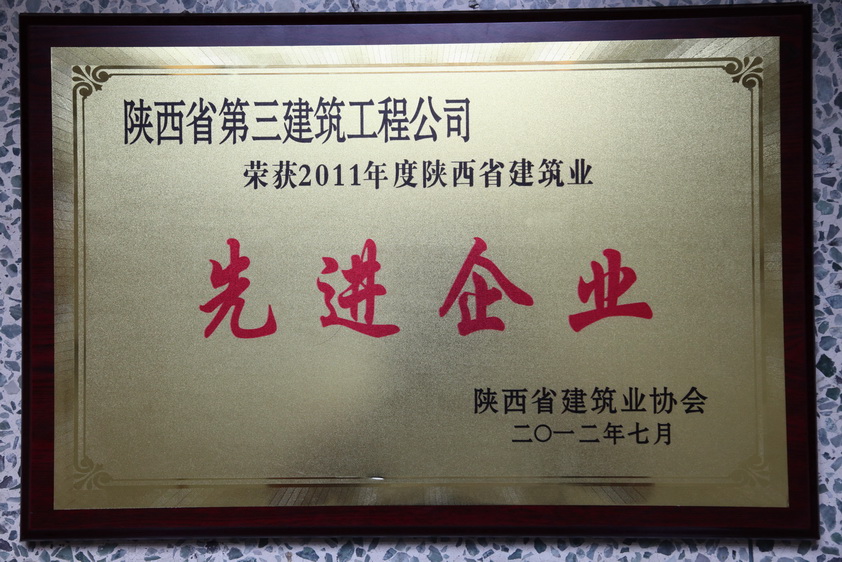 陕西省第三建筑工程公司
荣获2011年度陕西省建筑业
先进企业
陕西省建筑业协会
二〇一二年七月